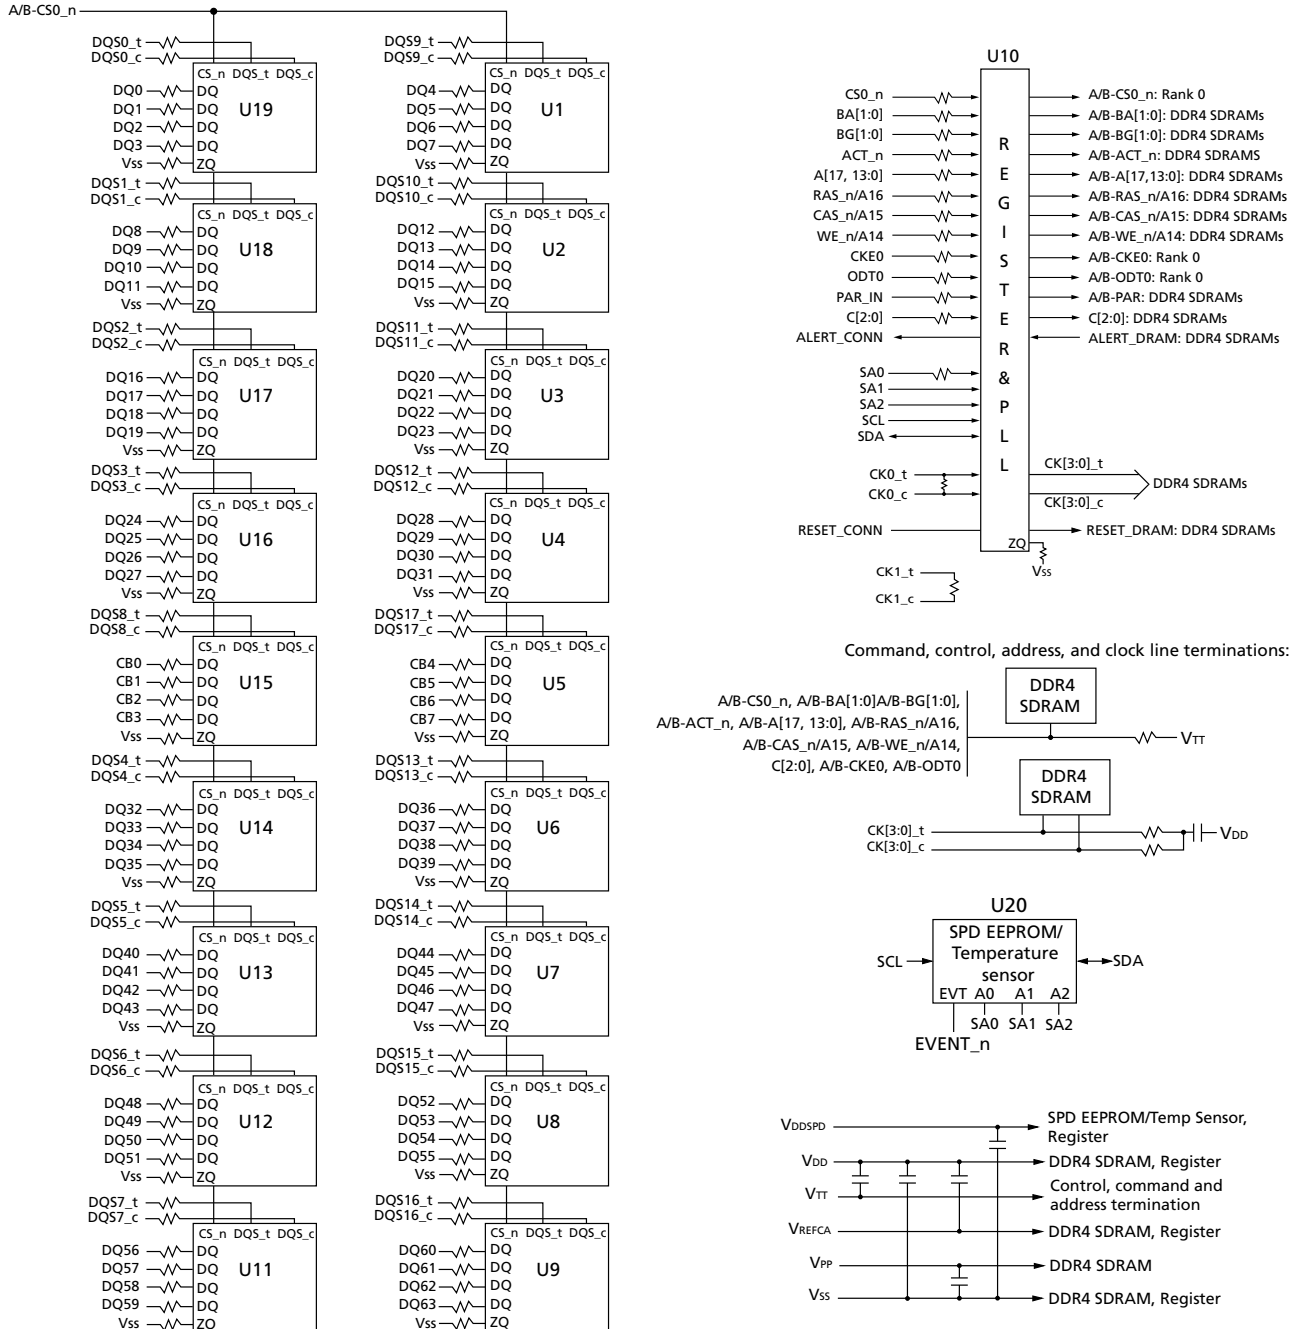 A/B-CS0_n
DQS0_t
DQS0_c
CS_n DQS_t DQS_c
DQ0 DQ
DQ1 DQ U19
DQ2 DQ
DQ3 DQ
Vss ZQ
DQS1_t
DQS1_c
CS_n DQS_t DQS_c
DQ8 DQ
DQ9 DQ U18
DQ10 DQ
DQ11 DQ
Vss ZQ
DQS2_t
DQS2_c
CS_n DQS_t DQS_c
DQ16 DQ
DQ17 DQ U17
DQ18 DQ
DQ19 DQ
Vss ZQ
DQS3_t
DQS3_c
CS_n DQS_t DQS_c
DQ24 DQ
DQ25 DQ U16
DQ26 DQ
DQ27 DQ
Vss ZQ
DQS8_t
DQS8_c
CS_n DQS_t DQS_c
CB0 DQ
CB1 DQ U15
CB2 DQ
CB3 DQ
Vss ZQ
DQS4_t
DQS4_c
CS_n DQS_t DQS_c
DQ32 DQ
DQ33 DQ U14
DQ34 DQ
DQ35 DQ
Vss ZQ
DQS5_t
DQS5_c
CS_n DQS_t DQS_c
DQ40 DQ
DQ41 DQ U13
DQ42 DQ
DQ43 DQ
Vss ZQ
DQS6_t
DQS6_c
CS_n DQS_t DQS_c
DQ48 DQ
DQ49 DQ U12
DQ50 DQ
DQ51 DQ
Vss ZQ
DQS7_t
DQS7_c
CS_n DQS_t DQS_c
DQ56 DQ
DQ57 DQ U11
DQ58 DQ
DQ59 DQ
Vss ZQ
DQS9_t
DQS9_c
CS_n DQS_t DQS_c
DQ4 DQ
DQ5 DQ U1
DQ6 DQ
DQ7 DQ
Vss ZQ
DQS10_t
DQS10_c
CS_n DQS_t DQS_c
DQ12 DQ
DQ13 DQ U2
DQ14 DQ
DQ15 DQ
Vss ZQ
DQS11_t
DQS11_c
CS_n DQS_t DQS_c
DQ20 DQ
DQ21 DQ U3
DQ22 DQ
DQ23 DQ
Vss ZQ
DQS12_t
DQS12_c
CS_n DQS_t DQS_c
DQ28 DQ
DQ29 DQ U4
DQ30 DQ
DQ31 DQ
Vss ZQ
DQS17_t
DQS17_c
CS_n DQS_t DQS_c
CB4 DQ
CB5 DQ U5
CB6 DQ
CB7 DQ
Vss ZQ
DQS13_t
DQS13_c
CS_n DQS_t DQS_c
DQ36 DQ
DQ37 DQ U6
DQ38 DQ
DQ39 DQ
Vss ZQ
DQS14_t
DQS14_c
CS_n DQS_t DQS_c
DQ44 DQ
DQ45 DQ U7
DQ46 DQ
DQ47 DQ
Vss ZQ
DQS15_t
DQS15_c
CS_n DQS_t DQS_c
DQ52 DQ
DQ53 DQ U8
DQ54 DQ
DQ55 DQ
Vss ZQ
DQS16_t
DQS16_c
CS_n DQS_t DQS_c
DQ60 DQ
DQ61 DQ U9
DQ62 DQ
DQ63 DQ
Vss ZQ
U10
REGISTER & PLL
CS0_n A/B-CS0_n: Rank 0
BA[1:0] A/B-BA[1:0]: DDR4 SDRAMs
BG[1:0] A/B-BG[1:0]: DDR4 SDRAMs
ACT_n A/B-ACT_n: DDR4 SDRAMS
A[17, 13:0] A/B-A[17,13:0]: DDR4 SDRAMs
RAS_n/A16 A/B-RAS_n/A16: DDR4 SDRAMs
CAS_n/A15 A/B-CAS_n/A15: DDR4 SDRAMs
WE_n/A14 A/B-WE_n/A14: DDR4 SDRAMs
CKE0 A/B-CKE0: Rank 0
ODT0 A/B-ODT0: Rank 0
PAR_IN A/B-PAR: DDR4 SDRAMs
C[2:0] C[2:0]: DDR4 SDRAMs
ALERT_CONN ALERT_DRAM: DDR4 SDRAMs
SA0
SA1
SA2
SCL
SDA
CK0_t CK[3:0]_t
DDR4 SDRAMs
CK0_c CK[3:0]_c
RESET_CONN RESET_DRAM: DDR4 SDRAMs
ZQ
Vss
CK1_t
CK1_c
Command, control, address, and clock line terminations:
DDR4
SDRAM
A/B-CS0_n, A/B-BA[1:0]A/B-BG[1:0],
A/B-ACT_n, A/B-A[17, 13:0], A/B-RAS_n/A16,
A/B-CAS_n/A15, A/B-WE_n/A14,
C[2:0], A/B-CKE0, A/B-ODT0
VTT
DDR4
SDRAM
CK[3:0]_t
CK[3:0]_c
VDD
U20
SPD EEPROM/
Temperature
sensor
SCL SDA
EVT A0 A1 A2
SA0 SA1 SA2
EVENT_n
VDDSPD SPD EEPROM/Temp Sensor,
Register
VDD DDR4 SDRAM, Register
VTT Control, command and
address termination
VREFCA DDR4 SDRAM, Register
VPP DDR4 SDRAM
VSS DDR4 SDRAM, Register